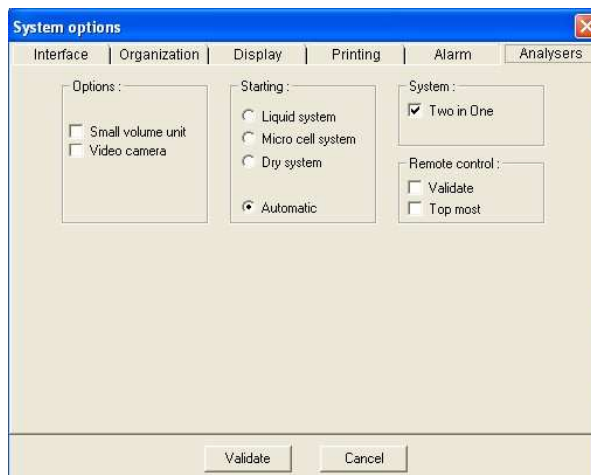 System options
Interface Organization Display Printing Alarm Analysers
Options :
Small volume unit
Video camera
Starting :
Liquid system
Micro cell system
Dry system
Automatic
System :
Two in One
Remote control :
Validate
Top most
Validate Cancel